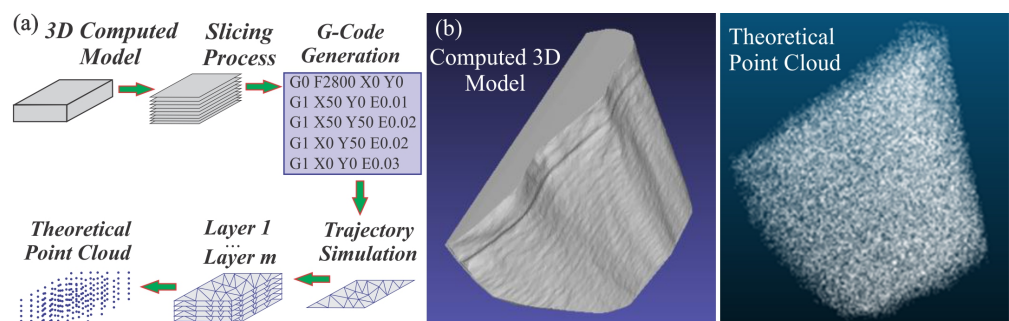 (a)
3D Computed
Model
Slicing
Process
G-Code
Generation
G0 F2800 X0 Y0
G1 X50 Y0 E0.01
G1 X50 Y50 E0.02
G1 X0 Y50 E0.02
G1 X0 Y0 E0.03
Trajectory
Simulation
Layer 1
...
Layer m
Theoretical
Point Cloud
(b)
Computed 3D
Model
Theoretical
Point Cloud